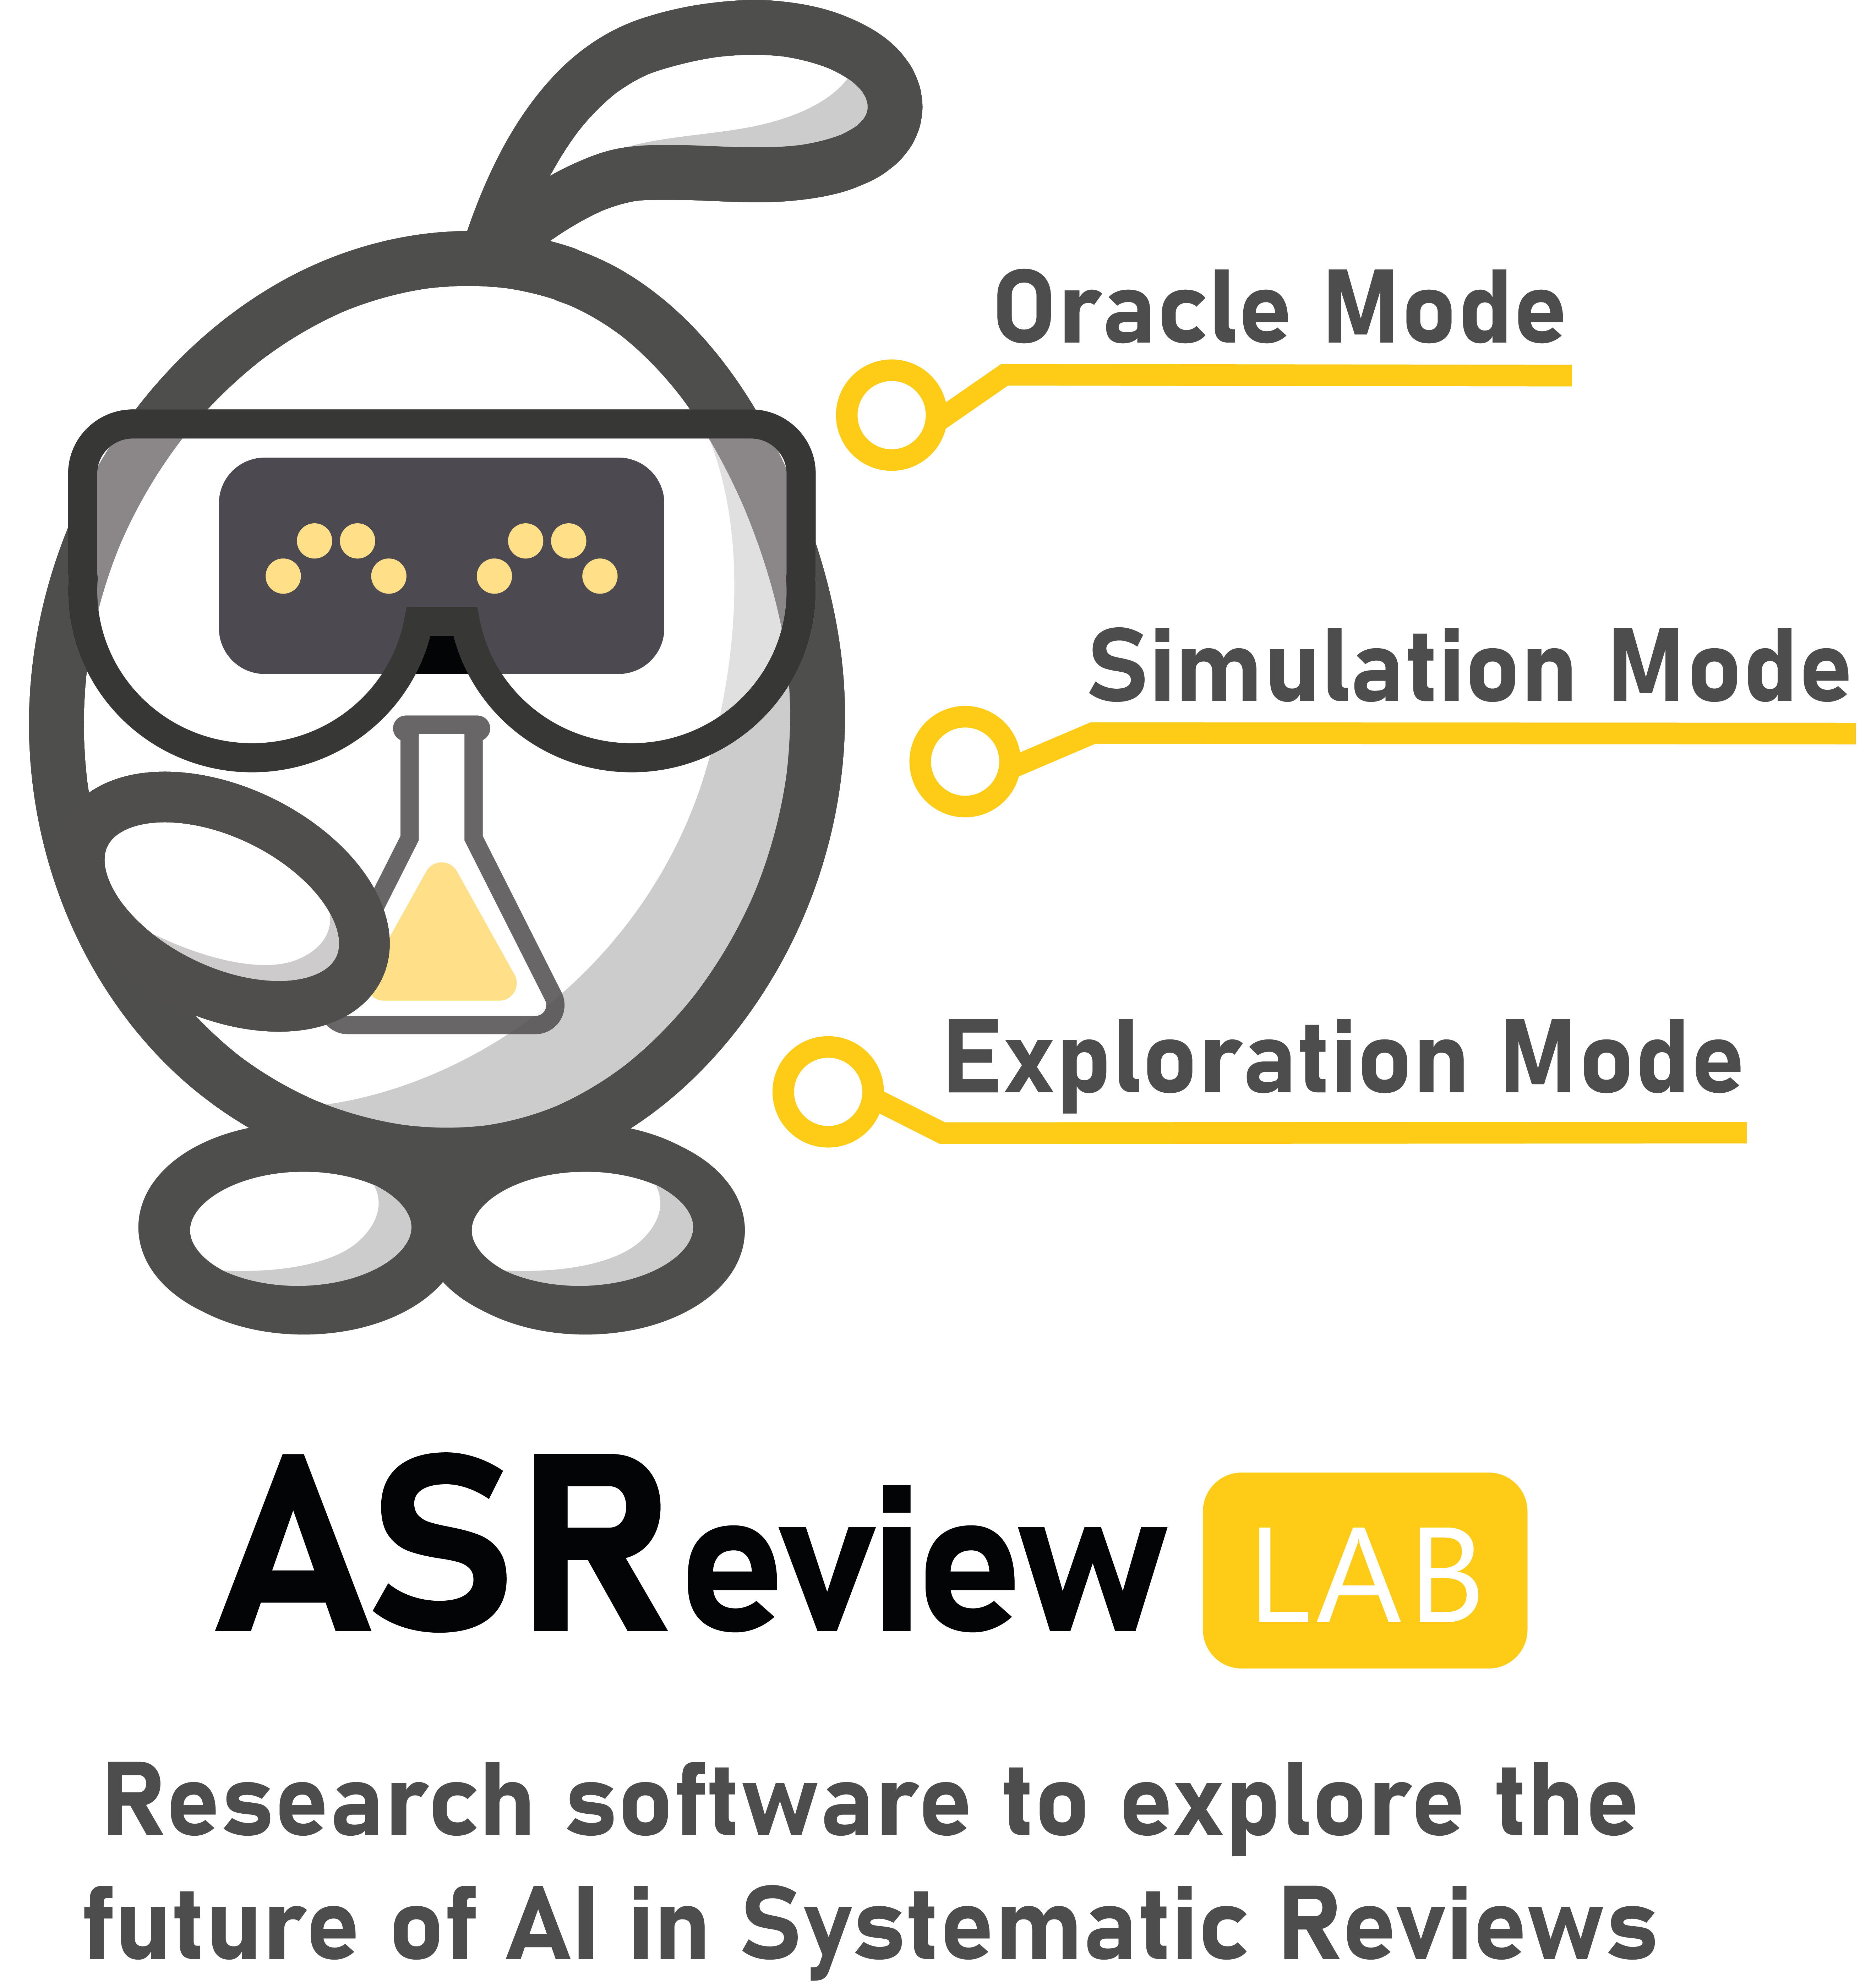 Oracle Mode
Simulation Mode
Exploration Mode
ASReview LAB
Research software to explore the
future of AI in Systematic Reviews